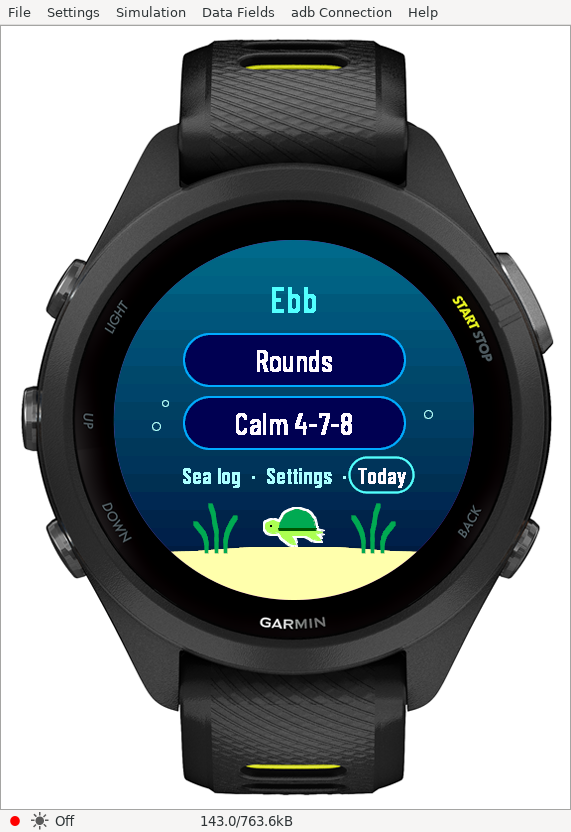 File Settings Simulation Data Fields adb Connection Help
LIGHT
START STOP
Ebb
Rounds
Calm 4-7-8
UP
Sea log · Settings · Today
DOWN
BACK
GARMIN
Off 143.0/763.6kB